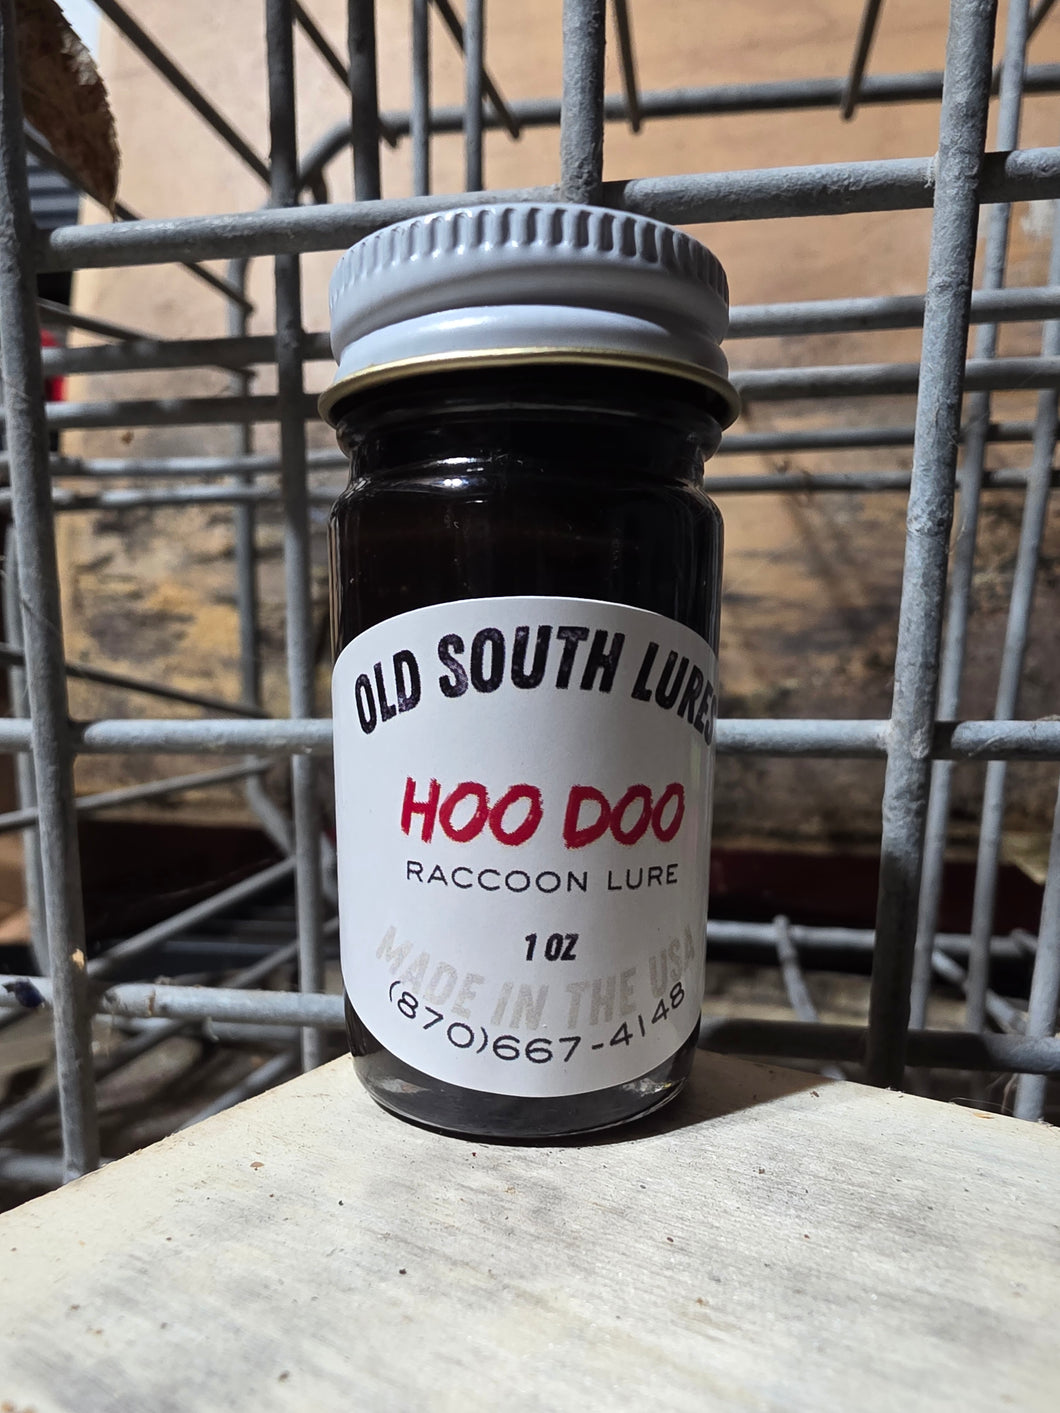 OLD SOUTH LURES
HOO DOO
RACCOON LURE
1 OZ
MADE IN THE USA
(870)667-4148